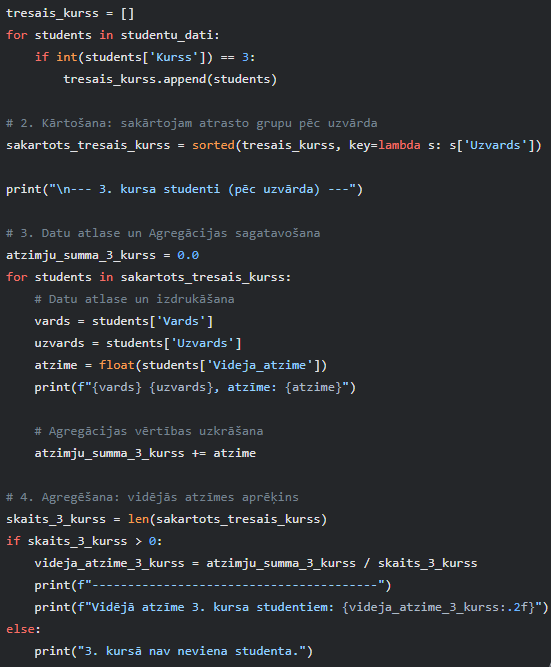 tresais_kurss = []
for students in studentu_dati:
    if int(students['Kurss']) == 3:
        tresais_kurss.append(students)

# 2. Kārtošana: sakārtojam atrasto grupu pēc uzvārda
sakartots_tresais_kurss = sorted(tresais_kurss, key=lambda s: s['Uzvards'])

print("\n--- 3. kursa studenti (pēc uzvārda) ---")

# 3. Datu atlase un Agregācijas sagatavošana
atzimju_summa_3_kurss = 0.0
for students in sakartots_tresais_kurss:
    # Datu atlase un izdrukāšana
    vards = students['Vards']
    uzvards = students['Uzvards']
    atzime = float(students['Videja_atzime'])
    print(f"{vards} {uzvards}, atzīme: {atzime}")

    # Agregācijas vērtības uzkrāšana
    atzimju_summa_3_kurss += atzime

# 4. Agregēšana: vidējās atzīmes aprēķins
skaits_3_kurss = len(sakartots_tresais_kurss)
if skaits_3_kurss > 0:
    videja_atzime_3_kurss = atzimju_summa_3_kurss / skaits_3_kurss
    print(f"----------------------------------------")
    print(f"Vidējā atzīme 3. kursa studentiem: {videja_atzime_3_kurss:.2f}")
else:
    print("3. kursā nav neviena studenta.")